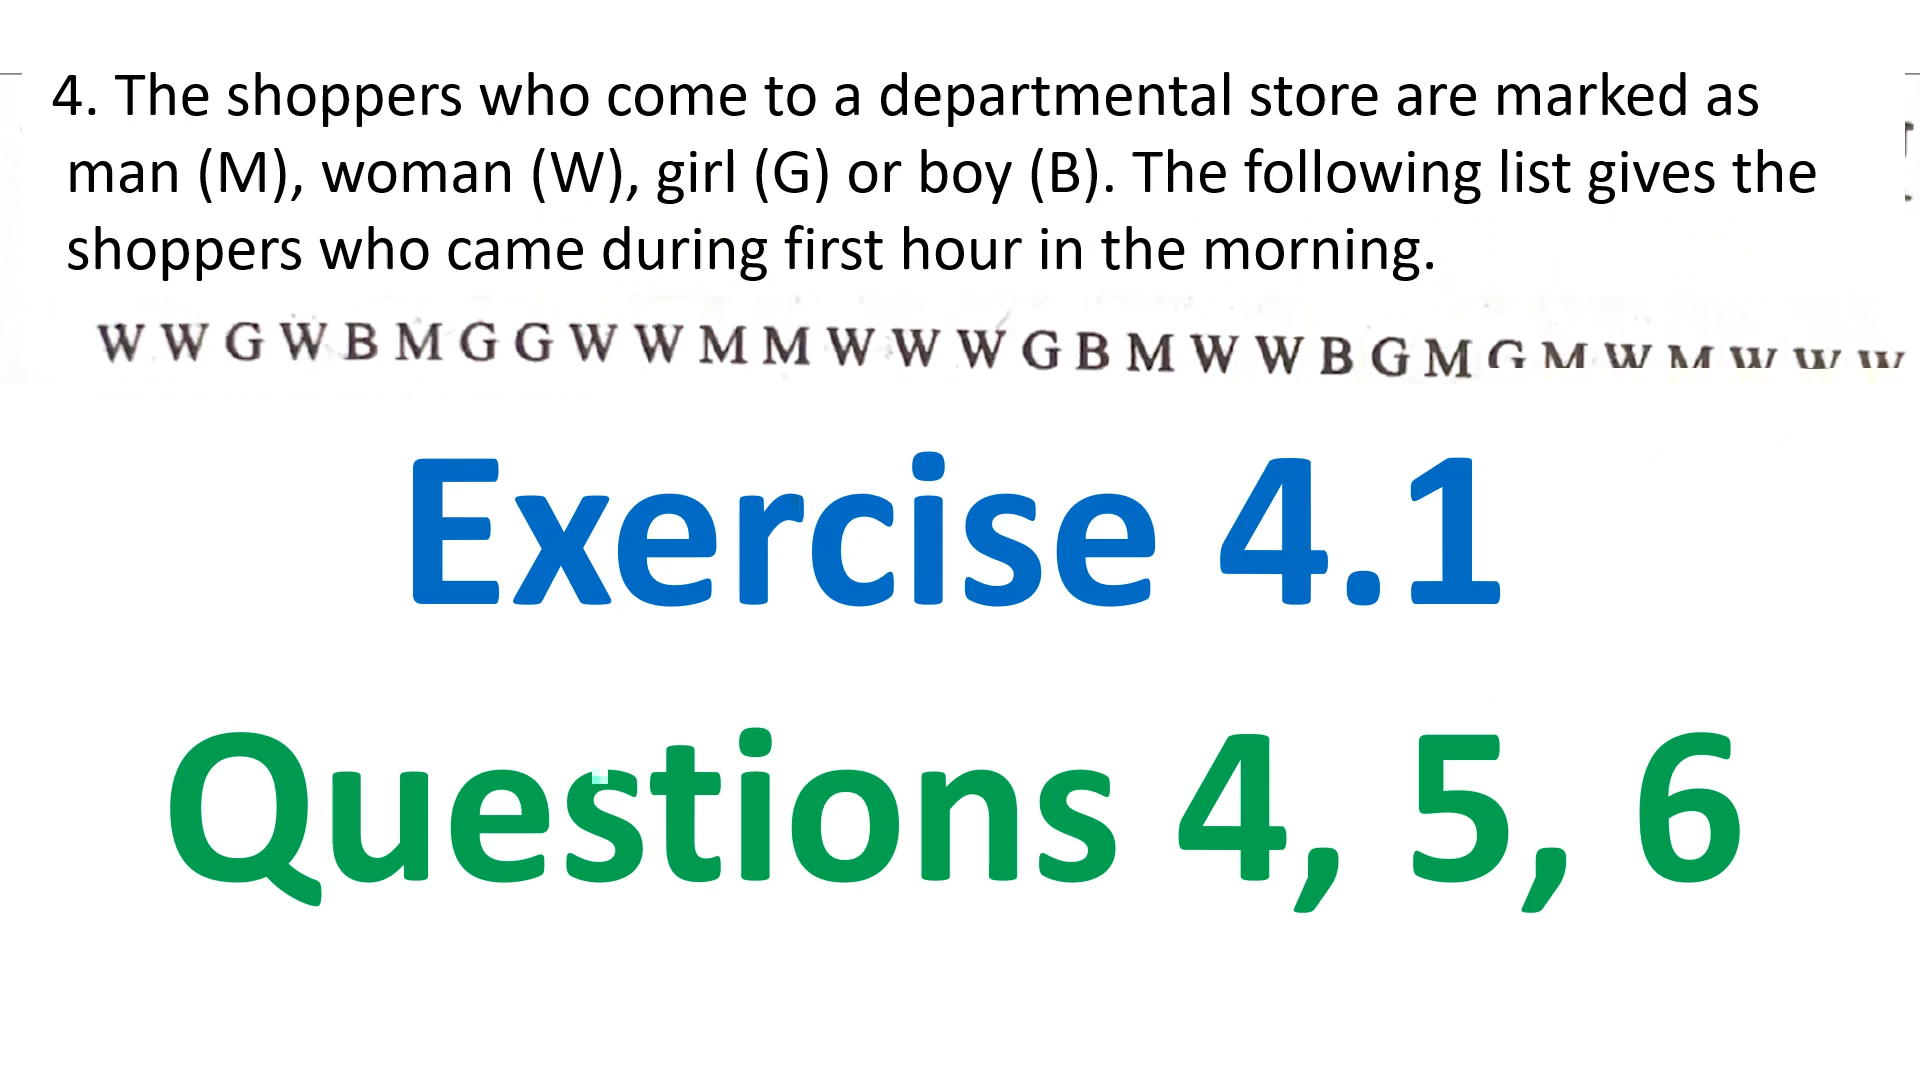 4. The shoppers who come to a departmental store are marked as
man (M), woman (W), girl (G) or boy (B). The following list gives the
shoppers who came during first hour in the morning.
W W G W B M G G W W M M W W W G B M W W B G M G M W M W W W
Exercise 4.1
Questions 4, 5, 6